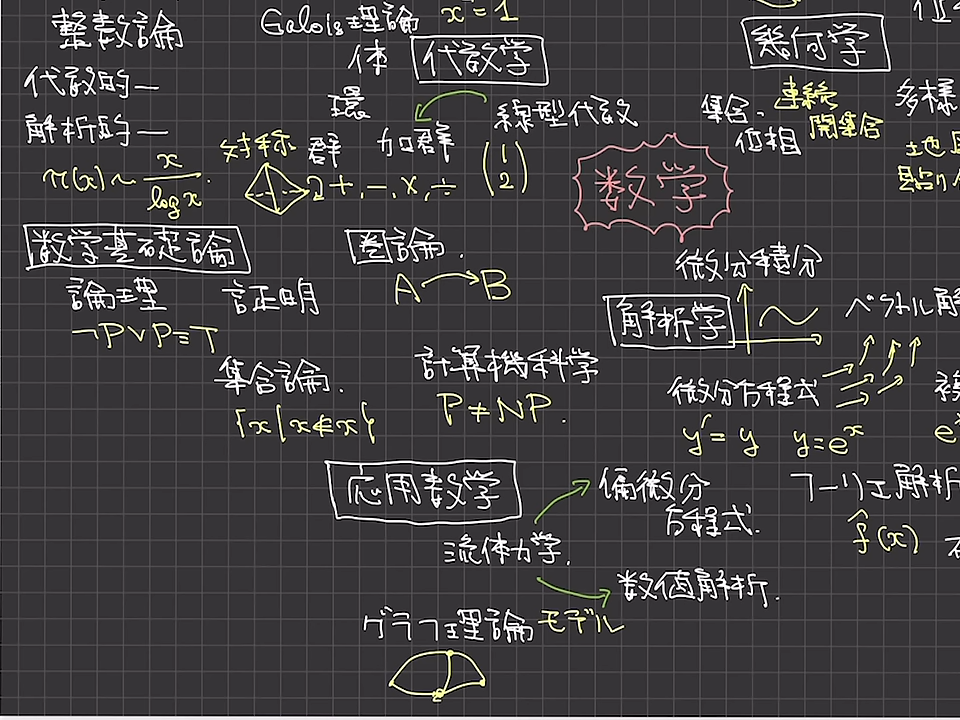 整数論
代数的―
解析的―
π(x)~ x/log x.
Galois理論
体
代数学
環
線型代数
(1 2)
対称
群
加群
+, −, ×, ÷
幾何学
集合.
位相
連続
開集合
多様
数学
数学基礎論
論理
証明
¬P∨P≡T
集合論.
{x|x∉x}
圏論.
A → B
計算機科学
P≠NP.
微分積分
解析学
ベクトル解
微分方程式
y'=y y=e^x
フーリエ解析
f̂(x)
応用数学
流体力学.
偏微分
方程式.
数値解析.
グラフ理論
モデル